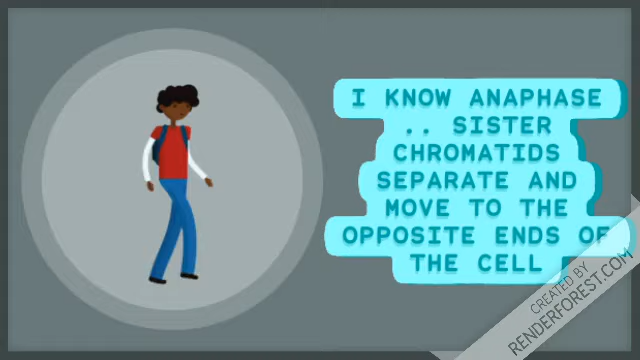 I KNOW ANAPHASE
.. SISTER
CHROMATIDS
SEPARATE AND
MOVE TO THE
OPPOSITE ENDS OF
THE CELL
CREATED BY
RENDERFOREST.COM